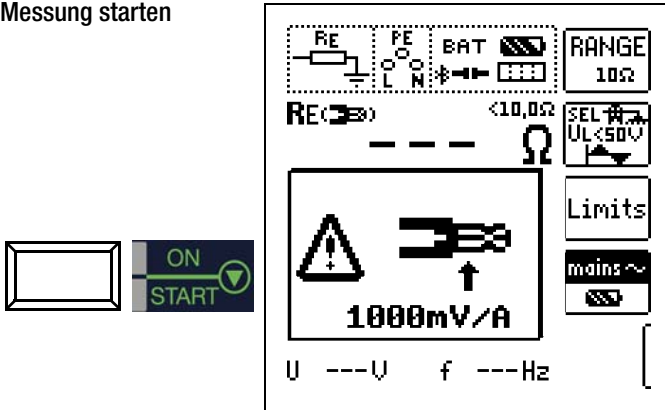 Messung starten
RE PE BAT
L N
RANGE
10Ω
RE( ) <10,0Ω
--- Ω
SEL
UL<50V
Limits
ON
START
mains~
1000mV/A
U ---V f ---Hz